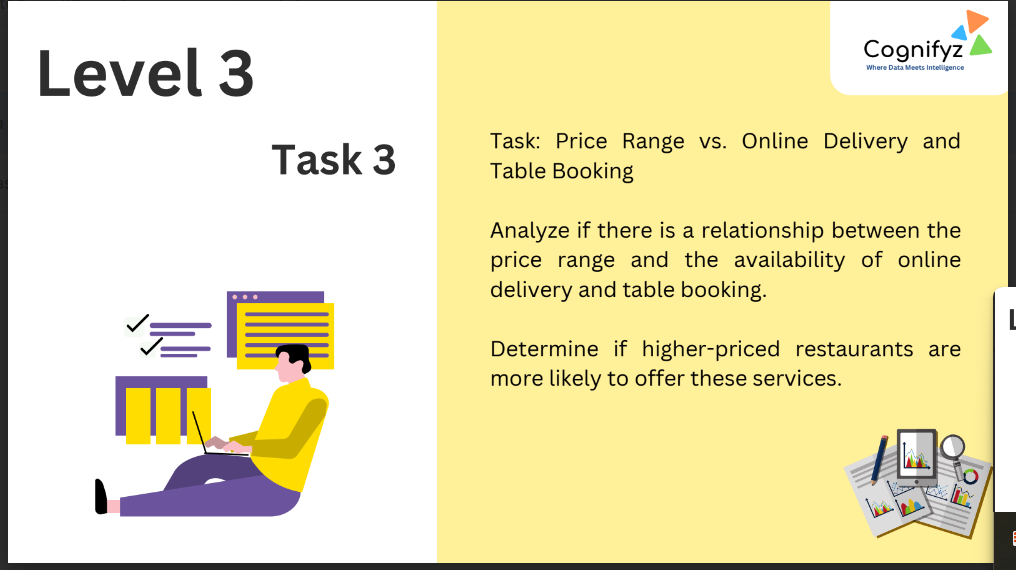 Level 3
Task 3
Cognifyz
Where Data Meets Intelligence
Task: Price Range vs. Online Delivery and
Table Booking
Analyze if there is a relationship between the
price range and the availability of online
delivery and table booking.
Determine if higher-priced restaurants are
more likely to offer these services.